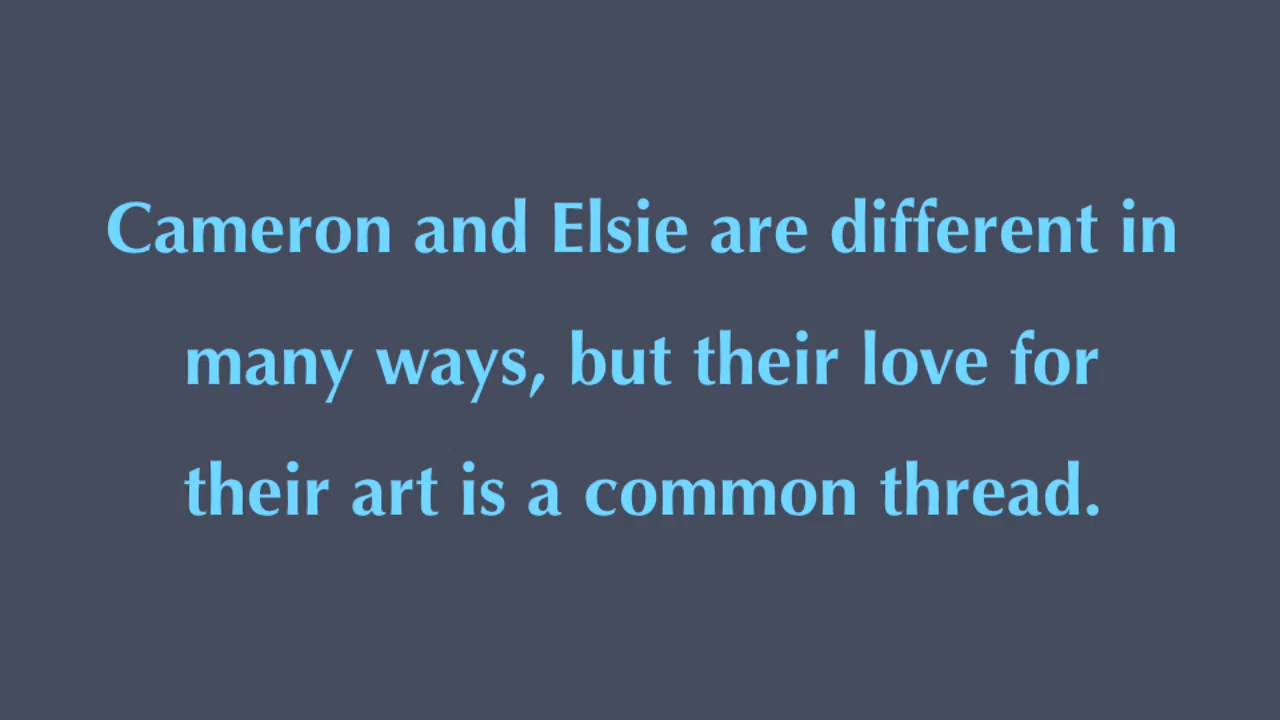 Cameron and Elsie are different in
many ways, but their love for
their art is a common thread.